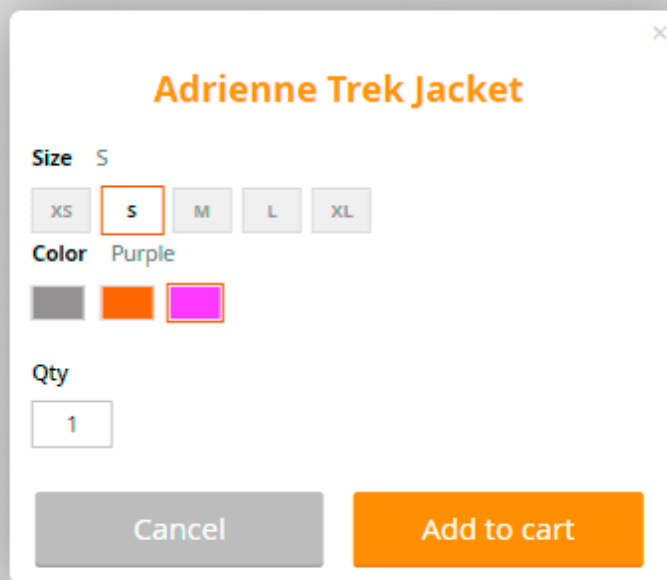 ×
Adrienne Trek Jacket
Size S
XS S M L XL
Color Purple
Qty
1
Cancel Add to cart